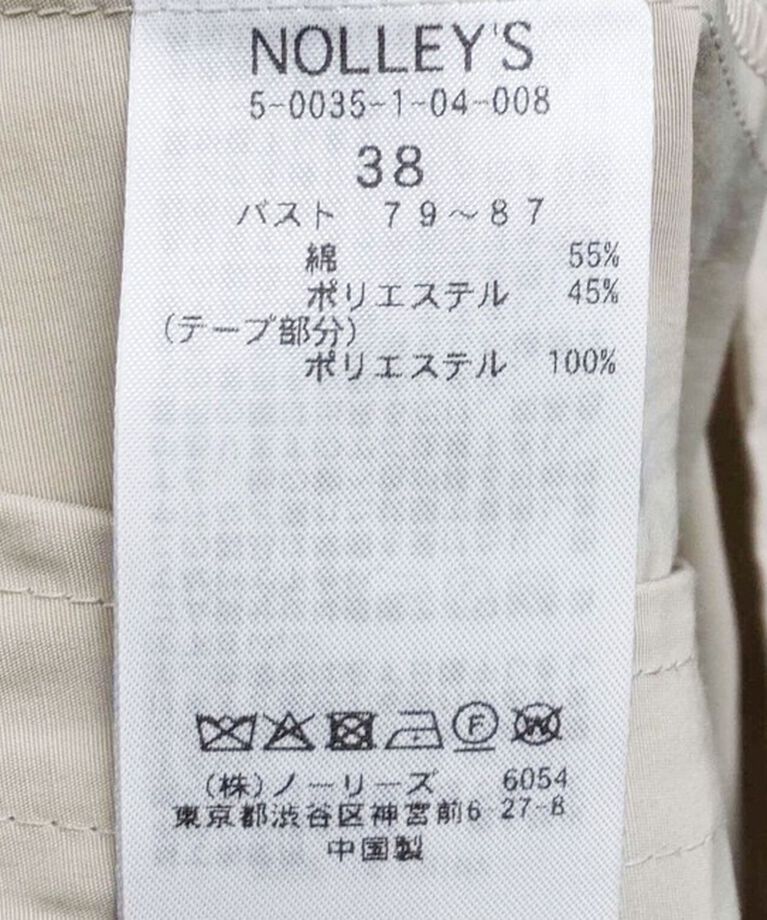 NOLLEY'S
5-0035-1-04-008
38
バスト 79～87
綿 55%
ポリエステル 45%
(テープ部分)
ポリエステル 100%
F W
(株)ノーリーズ 6054
東京都渋谷区神宮前6 27-8
中国製